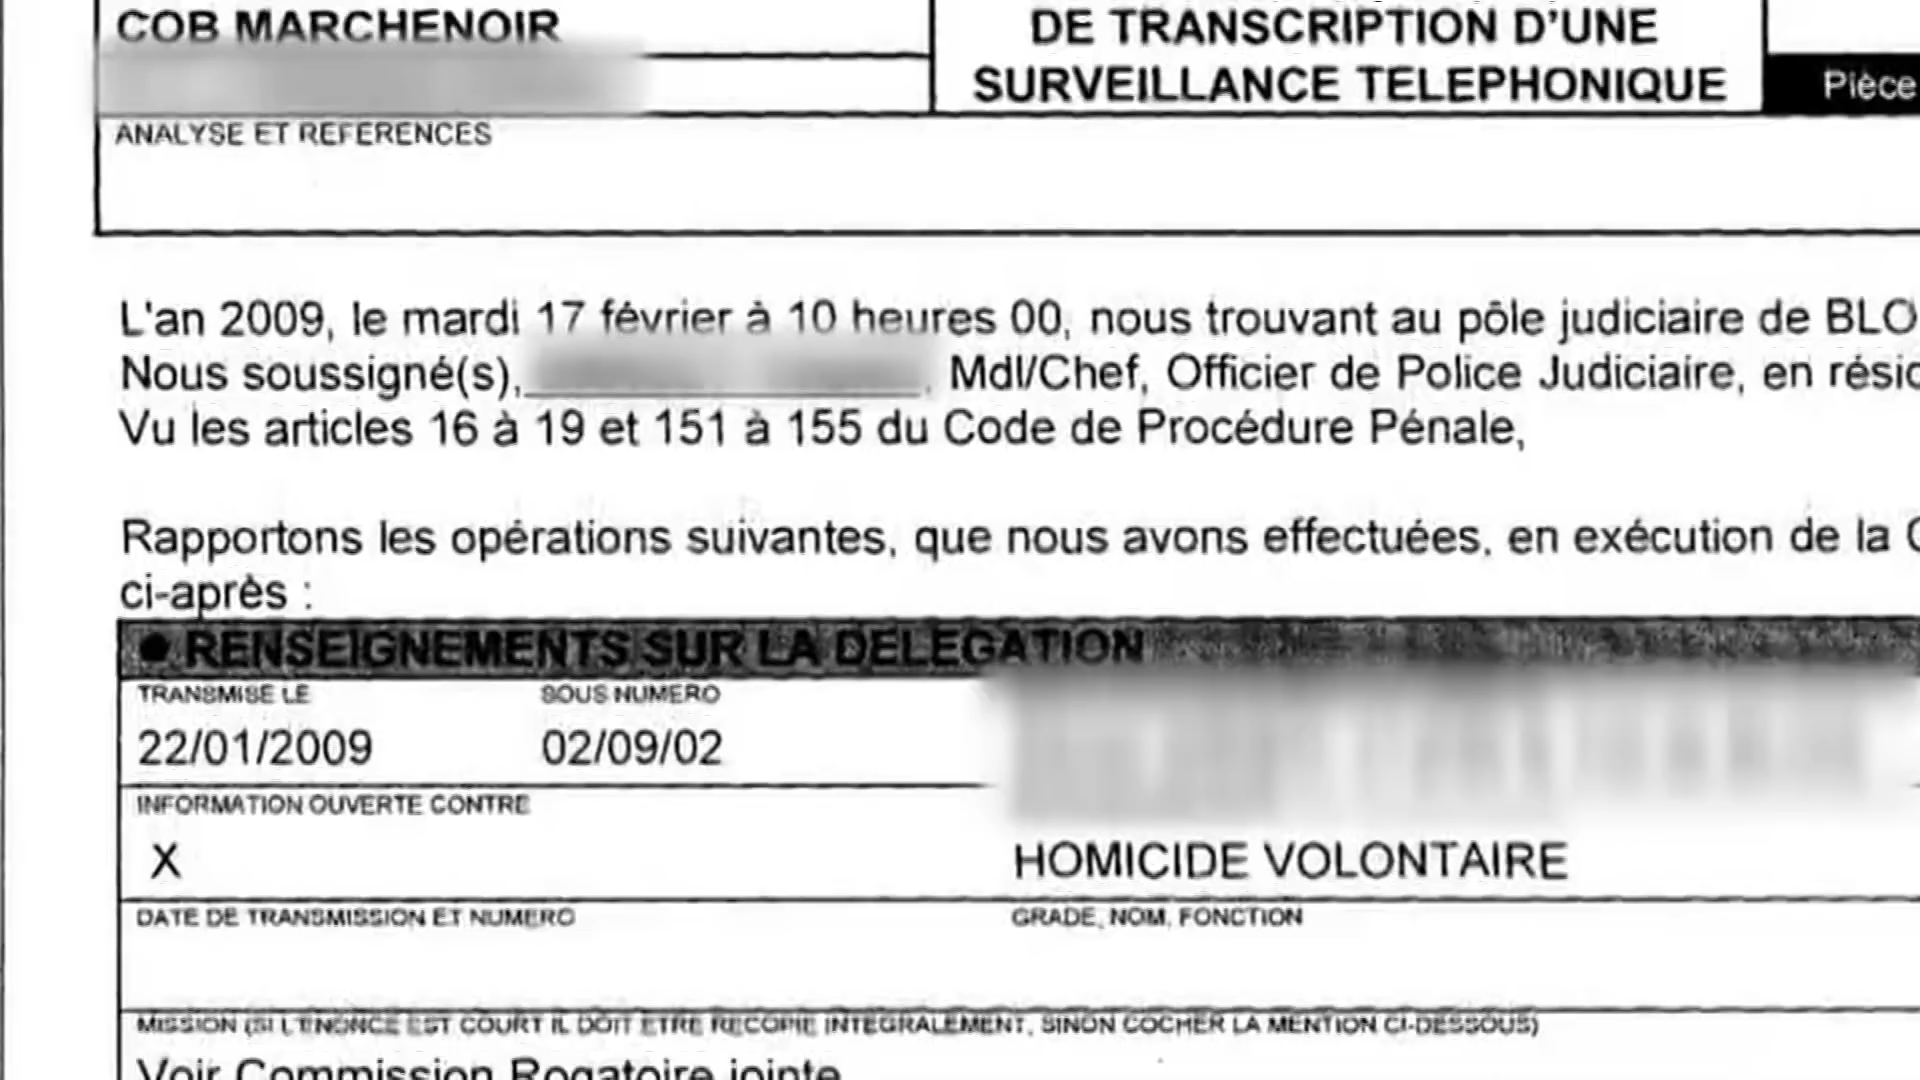 COB MARCHENOIR
DE TRANSCRIPTION D'UNE
SURVEILLANCE TELEPHONIQUE
Pièce
ANALYSE ET REFERENCES
L'an 2009, le mardi 17 février à 10 heures 00, nous trouvant au pôle judiciaire de BLO
Nous soussigné(s), , Mdl/Chef, Officier de Police Judiciaire, en résid
Vu les articles 16 à 19 et 151 à 155 du Code de Procédure Pénale,
Rapportons les opérations suivantes, que nous avons effectuées, en exécution de la C
ci-après :
● RENSEIGNEMENTS SUR LA DELEGATION
TRANSMISE LE SOUS NUMERO
22/01/2009 02/09/02
INFORMATION OUVERTE CONTRE
X HOMICIDE VOLONTAIRE
DATE DE TRANSMISSION ET NUMERO GRADE, NOM, FONCTION
MISSION (SI L'ENONCE EST COURT IL DOIT ETRE RECOPIE INTEGRALEMENT, SINON COCHER LA MENTION CI-DESSOUS)
Voir Commission Rogatoire jointe